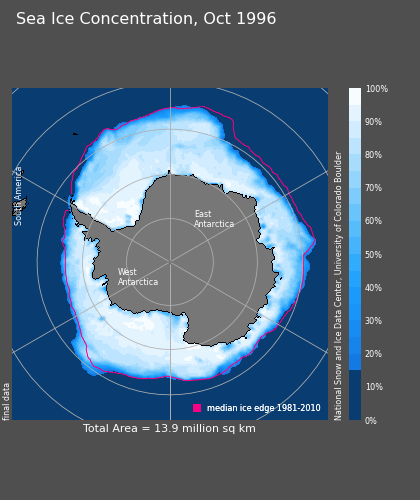 Sea Ice Concentration, Oct 1996
South America
East
Antarctica
West
Antarctica
final data
median ice edge 1981-2010
Total Area = 13.9 million sq km
National Snow and Ice Data Center, University of Colorado Boulder
100%
90%
80%
70%
60%
50%
40%
30%
20%
10%
0%